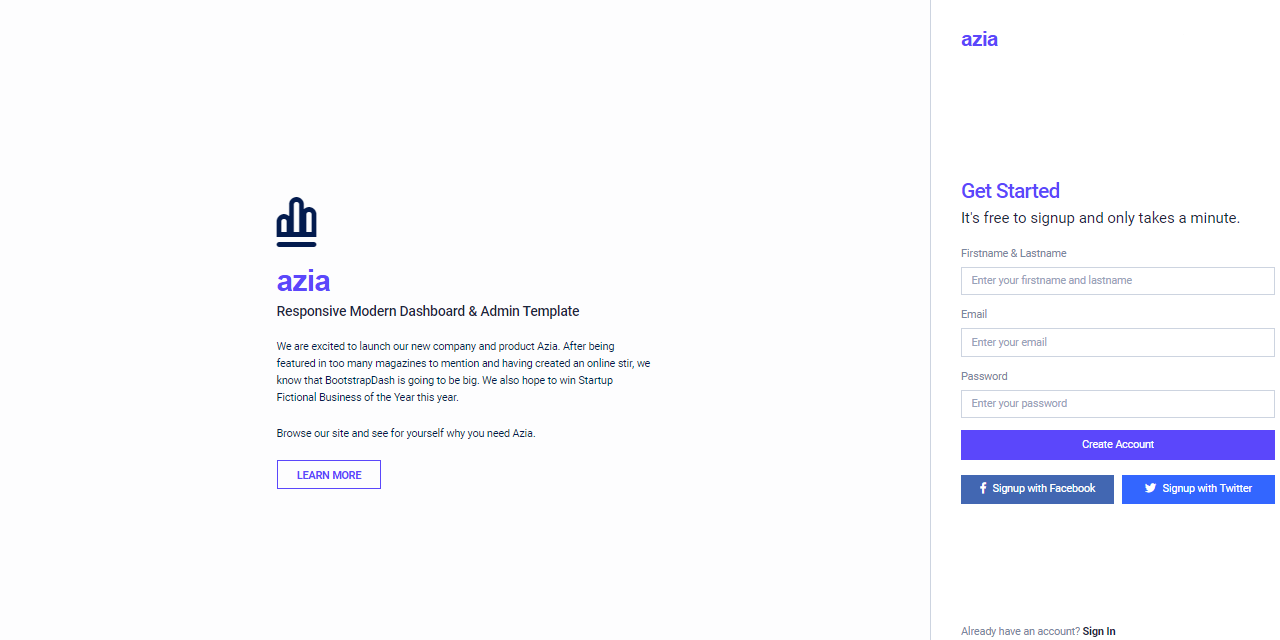 azia
Responsive Modern Dashboard & Admin Template
We are excited to launch our new company and product Azia. After being
featured in too many magazines to mention and having created an online stir, we
know that BootstrapDash is going to be big. We also hope to win Startup
Fictional Business of the Year this year.
Browse our site and see for yourself why you need Azia.
LEARN MORE
azia
Get Started
It's free to signup and only takes a minute.
Firstname & Lastname
Enter your firstname and lastname
Email
Enter your email
Password
Enter your password
Create Account
Signup with Facebook
Signup with Twitter
Already have an account? Sign In